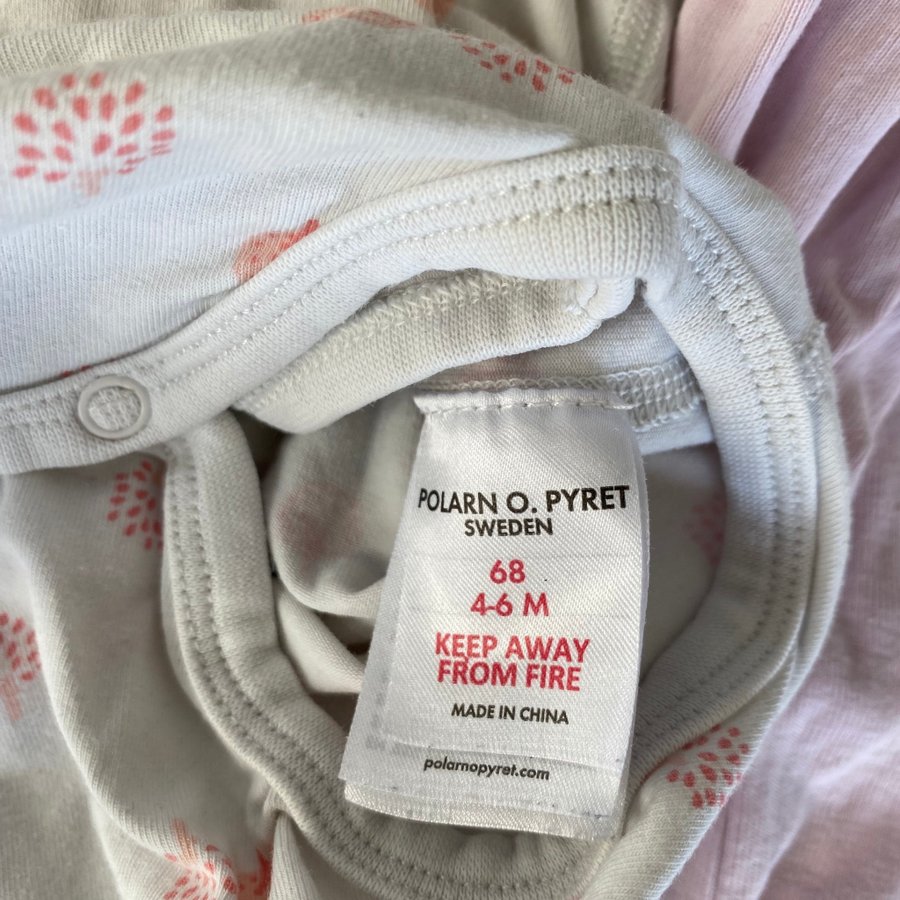 POLARN O. PYRET
SWEDEN
68
4-6 M
KEEP AWAY
FROM FIRE
MADE IN CHINA
polarnopyret.com